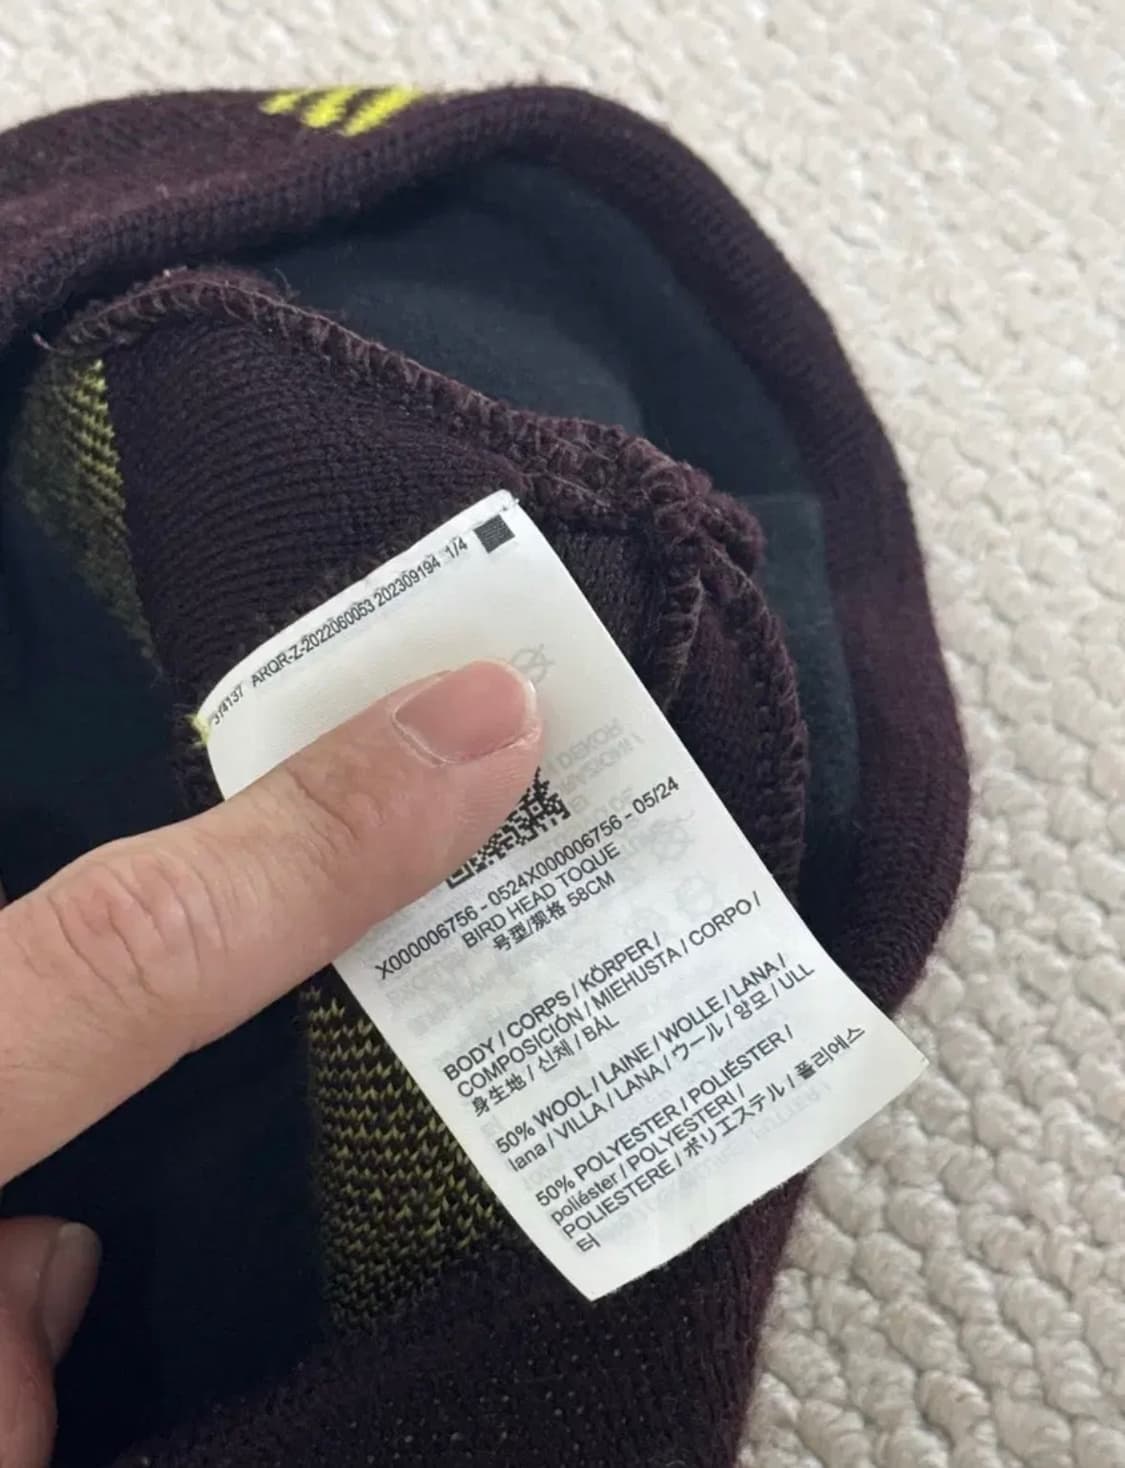 ARQR-Z-2022060053 202309194 1/4
X000006756 - 0524X000006756 - 05/24
BIRD HEAD TOQUE
号型/规格 58CM
BODY / CORPS / KÖRPER /
COMPOSICIÓN / MIEHUSTA / CORPO /
身生地 / 신체 / BÅL
50% WOOL / LAINE / WOLLE / LANA /
lana / VILLA / LANA / ウール / 양모 / ULL
50% POLYESTER / POLIÉSTER /
poliéster / POLYESTERI /
POLIESTERE / ポリエステル / 폴리에스
터